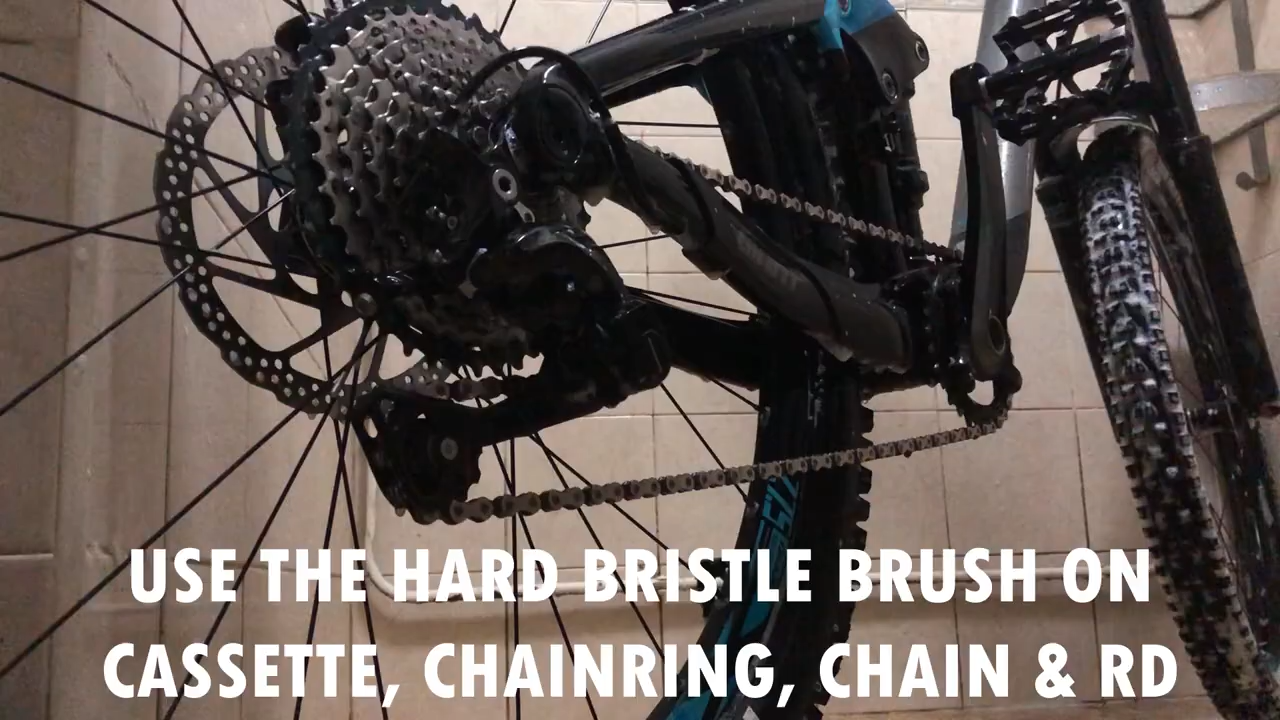 USE THE HARD BRISTLE BRUSH ON
CASSETTE, CHAINRING, CHAIN & RD